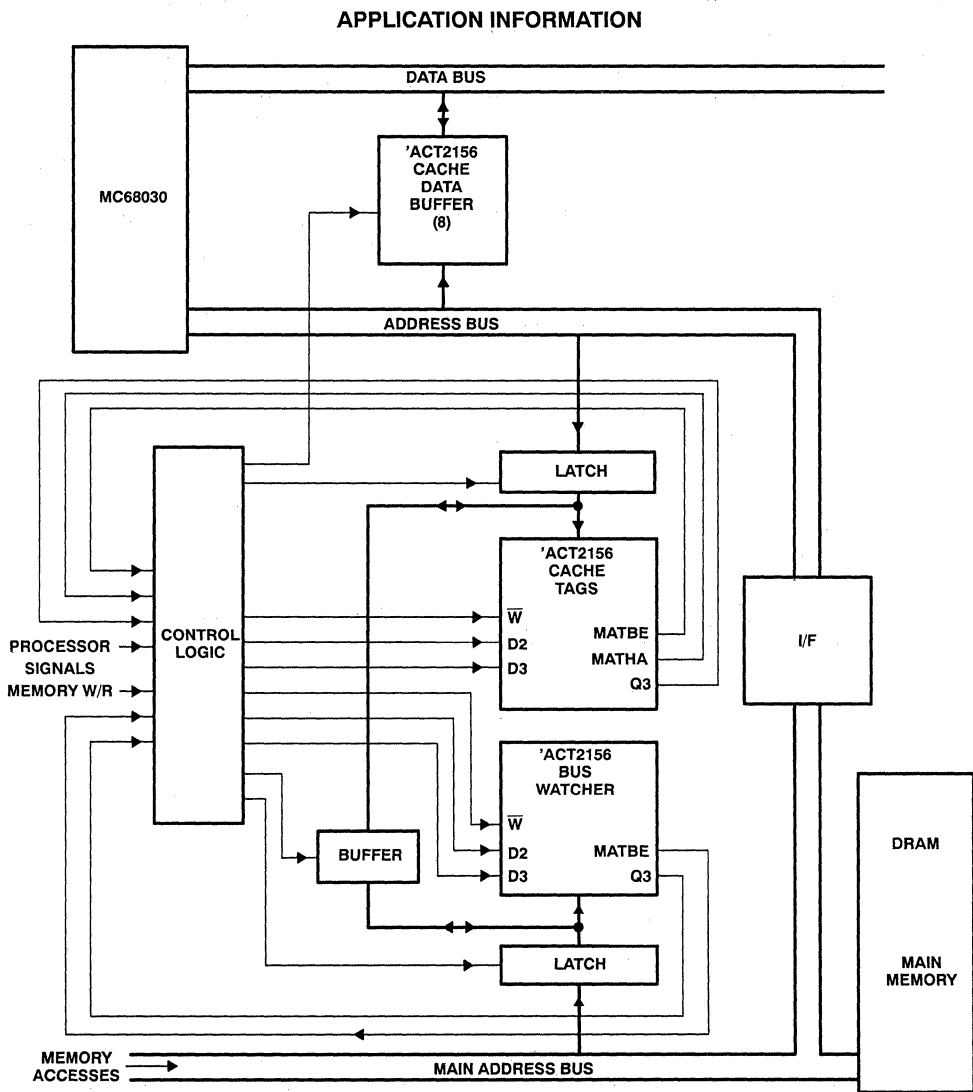 APPLICATION INFORMATION
DATA BUS
'ACT2156
CACHE
DATA
BUFFER
(8)
MC68030
ADDRESS BUS
LATCH
'ACT2156
CACHE
TAGS
W
D2
D3
MATBE
MATHA
Q3
CONTROL
LOGIC
PROCESSOR
SIGNALS
MEMORY W/R
I/F
'ACT2156
BUS
WATCHER
W
D2
D3
MATBE
Q3
BUFFER
LATCH
DRAM
MAIN
MEMORY
MEMORY
ACCESSES
MAIN ADDRESS BUS